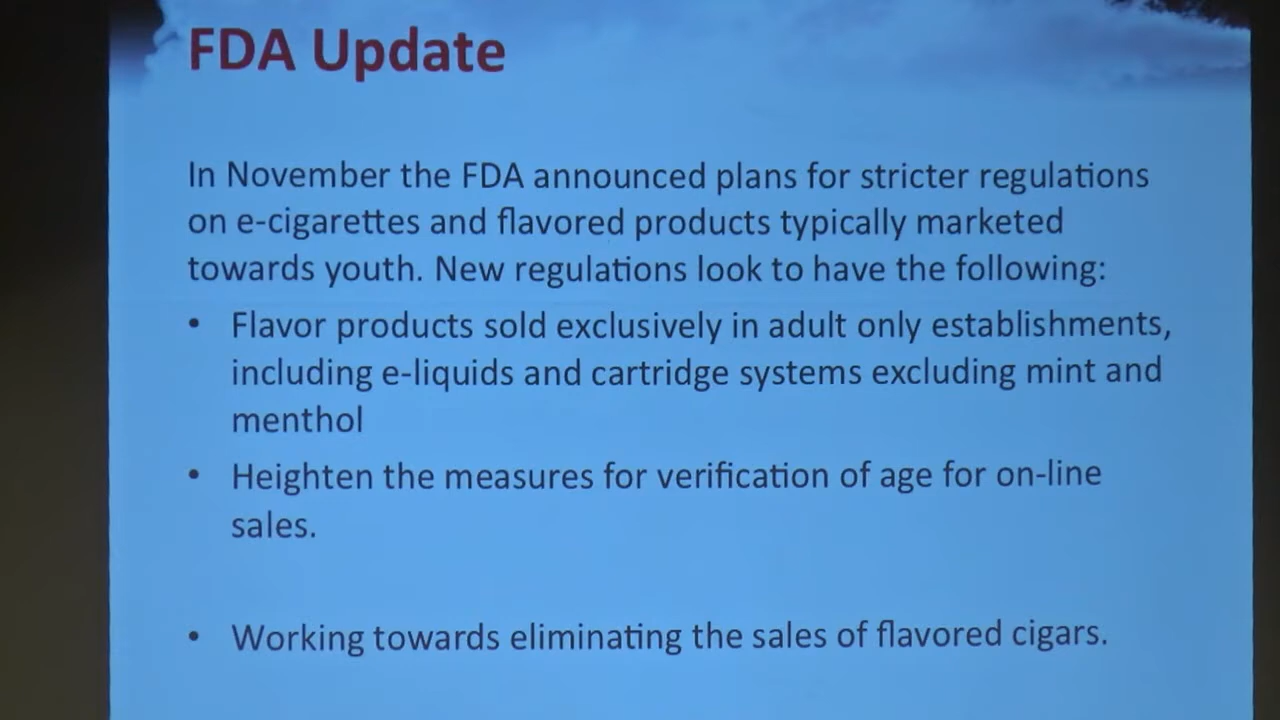 FDA Update
In November the FDA announced plans for stricter regulations
on e-cigarettes and flavored products typically marketed
towards youth. New regulations look to have the following:
• Flavor products sold exclusively in adult only establishments,
including e-liquids and cartridge systems excluding mint and
menthol
• Heighten the measures for verification of age for on-line
sales.
• Working towards eliminating the sales of flavored cigars.